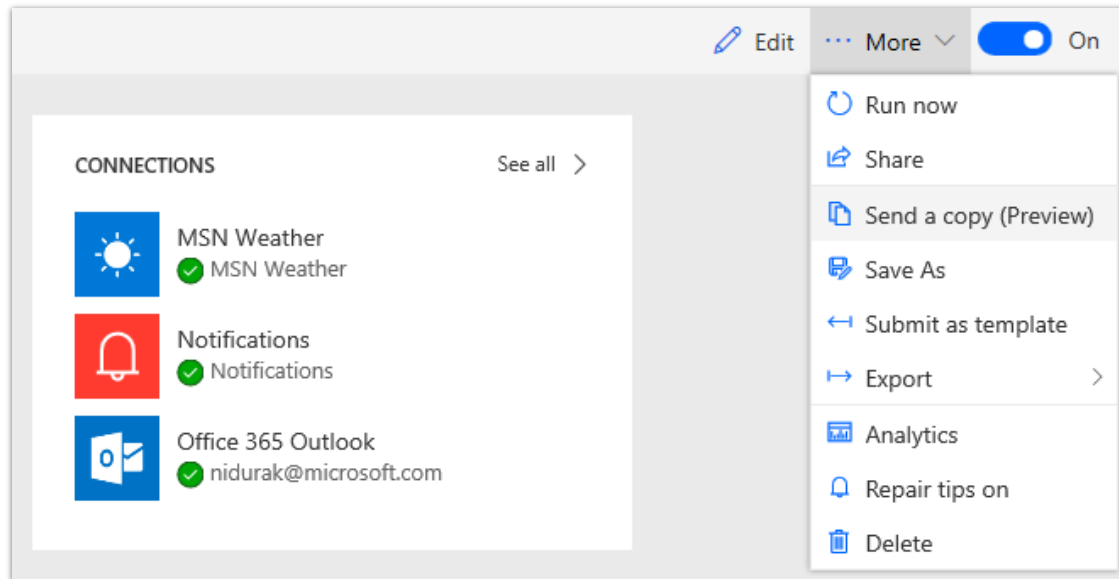 Edit
··· More
On
CONNECTIONS
See all
MSN Weather
MSN Weather
Notifications
Notifications
Office 365 Outlook
nidurak@microsoft.com
Run now
Share
Send a copy (Preview)
Save As
Submit as template
Export
Analytics
Repair tips on
Delete